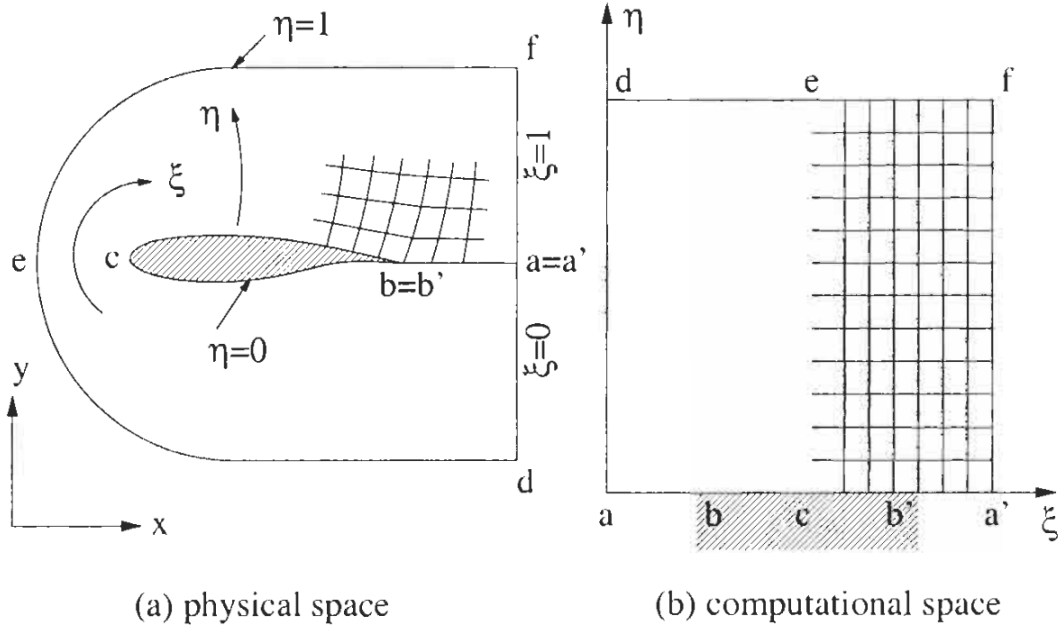 η=1
f
η
ξ=1
ξ
e
c
a=a'
b=b'
η=0
ξ=0
y
x
d
(a) physical space
η
d
e
f
a
b
c
b'
a'
ξ
(b) computational space